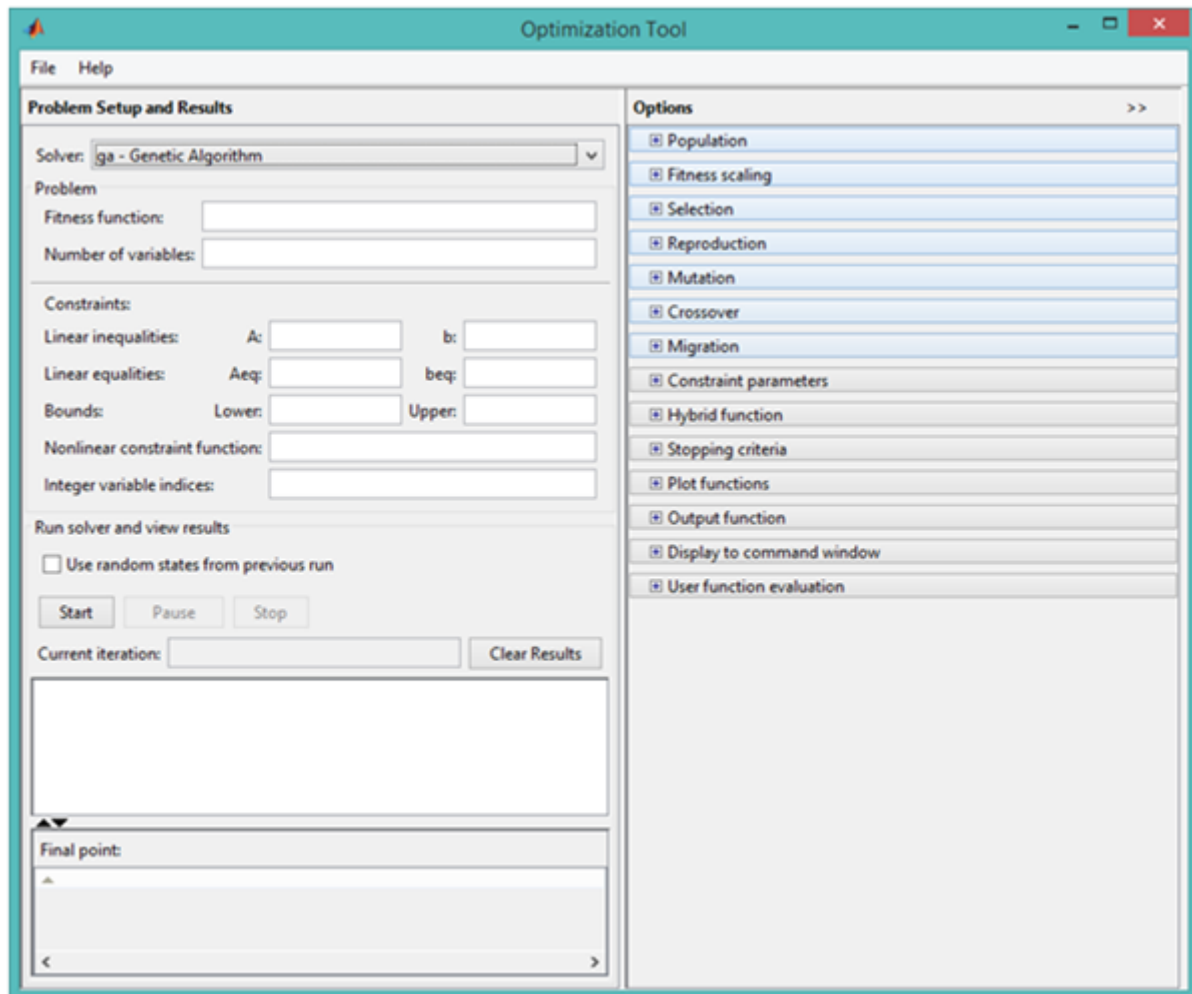 Optimization Tool
File Help
Problem Setup and Results
Solver: ga - Genetic Algorithm
Problem
Fitness function:
Number of variables:
Constraints:
Linear inequalities: A: b:
Linear equalities: Aeq: beq:
Bounds: Lower: Upper:
Nonlinear constraint function:
Integer variable indices:
Run solver and view results
Use random states from previous run
Start Pause Stop
Current iteration: Clear Results
Final point:
Options >>
Population
Fitness scaling
Selection
Reproduction
Mutation
Crossover
Migration
Constraint parameters
Hybrid function
Stopping criteria
Plot functions
Output function
Display to command window
User function evaluation